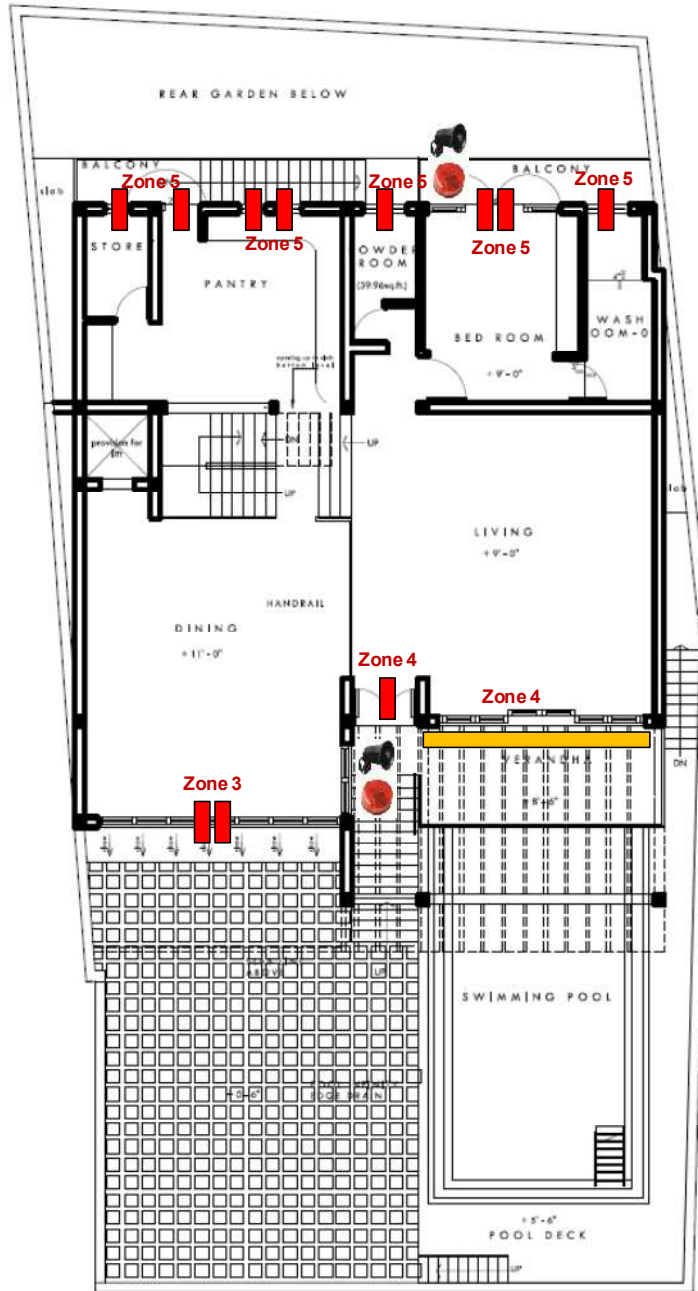 REAR GARDEN BELOW
BALCONY
BALCONY
slab
Zone 5
Zone 5
Zone 5
STORE
Zone 5
POWDER
ROOM
(39.96sq.ft.)
Zone 5
PANTRY
WASH
ROOM-0
BED ROOM
+9'-0"
provision for
lift
DN
UP
UP
slab
LIVING
+9'-0"
HANDRAIL
DINING
+11'-0"
Zone 4
Zone 4
VERANDHA
+8'-6"
DN
Zone 3
ABOVE
UP
SWIMMING POOL
EDGE DRAIN
+5'-6"
POOL DECK
UP